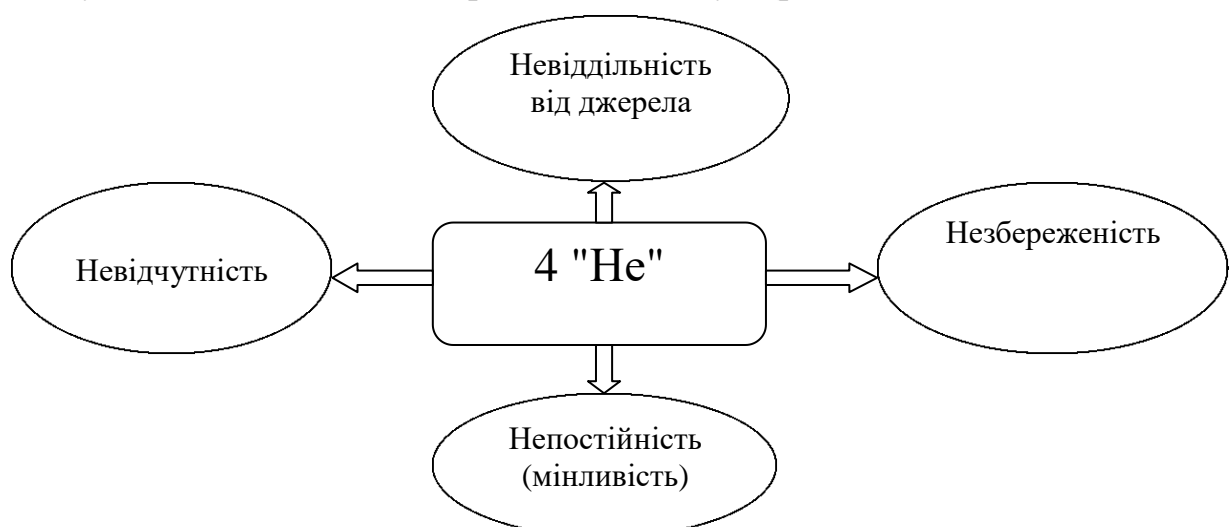 Невіддільність
від джерела
Невідчутність
4 "Не"
Незбереженість
Непостійність
(мінливість)